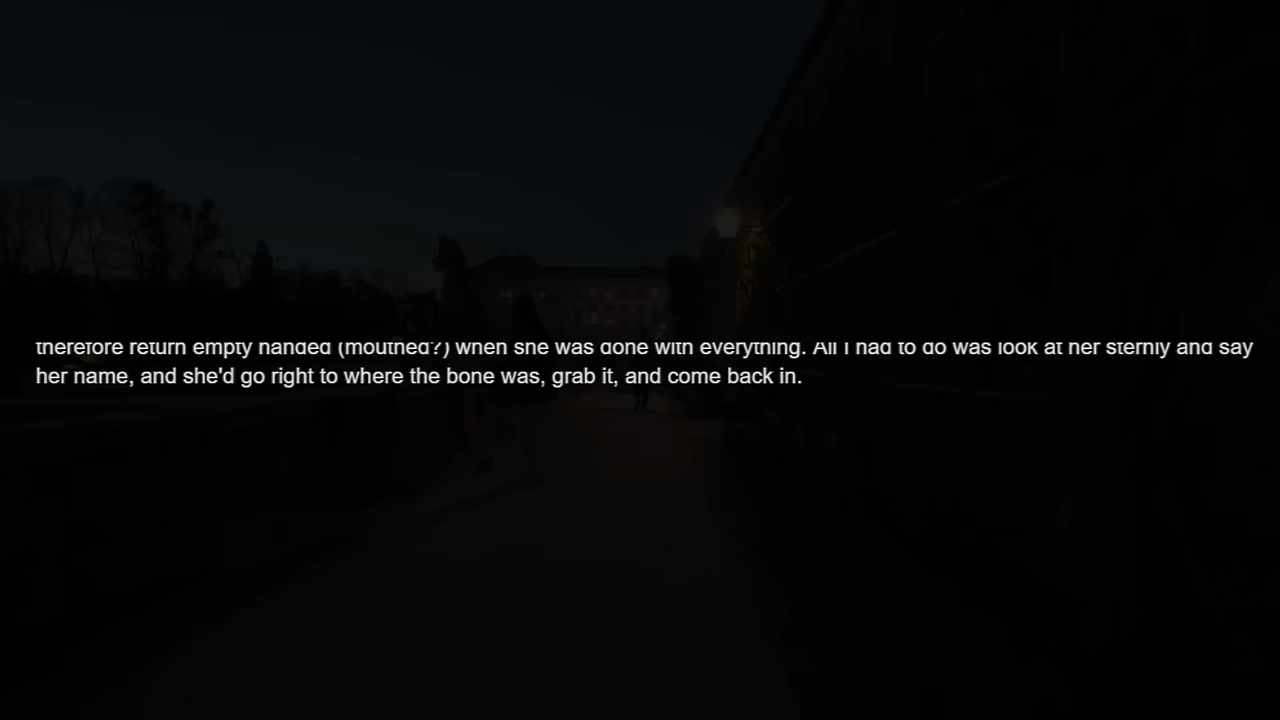 therefore return empty handed (mouthed?) when she was done with everything. All I had to do was look at her sternly and say
her name, and she'd go right to where the bone was, grab it, and come back in.